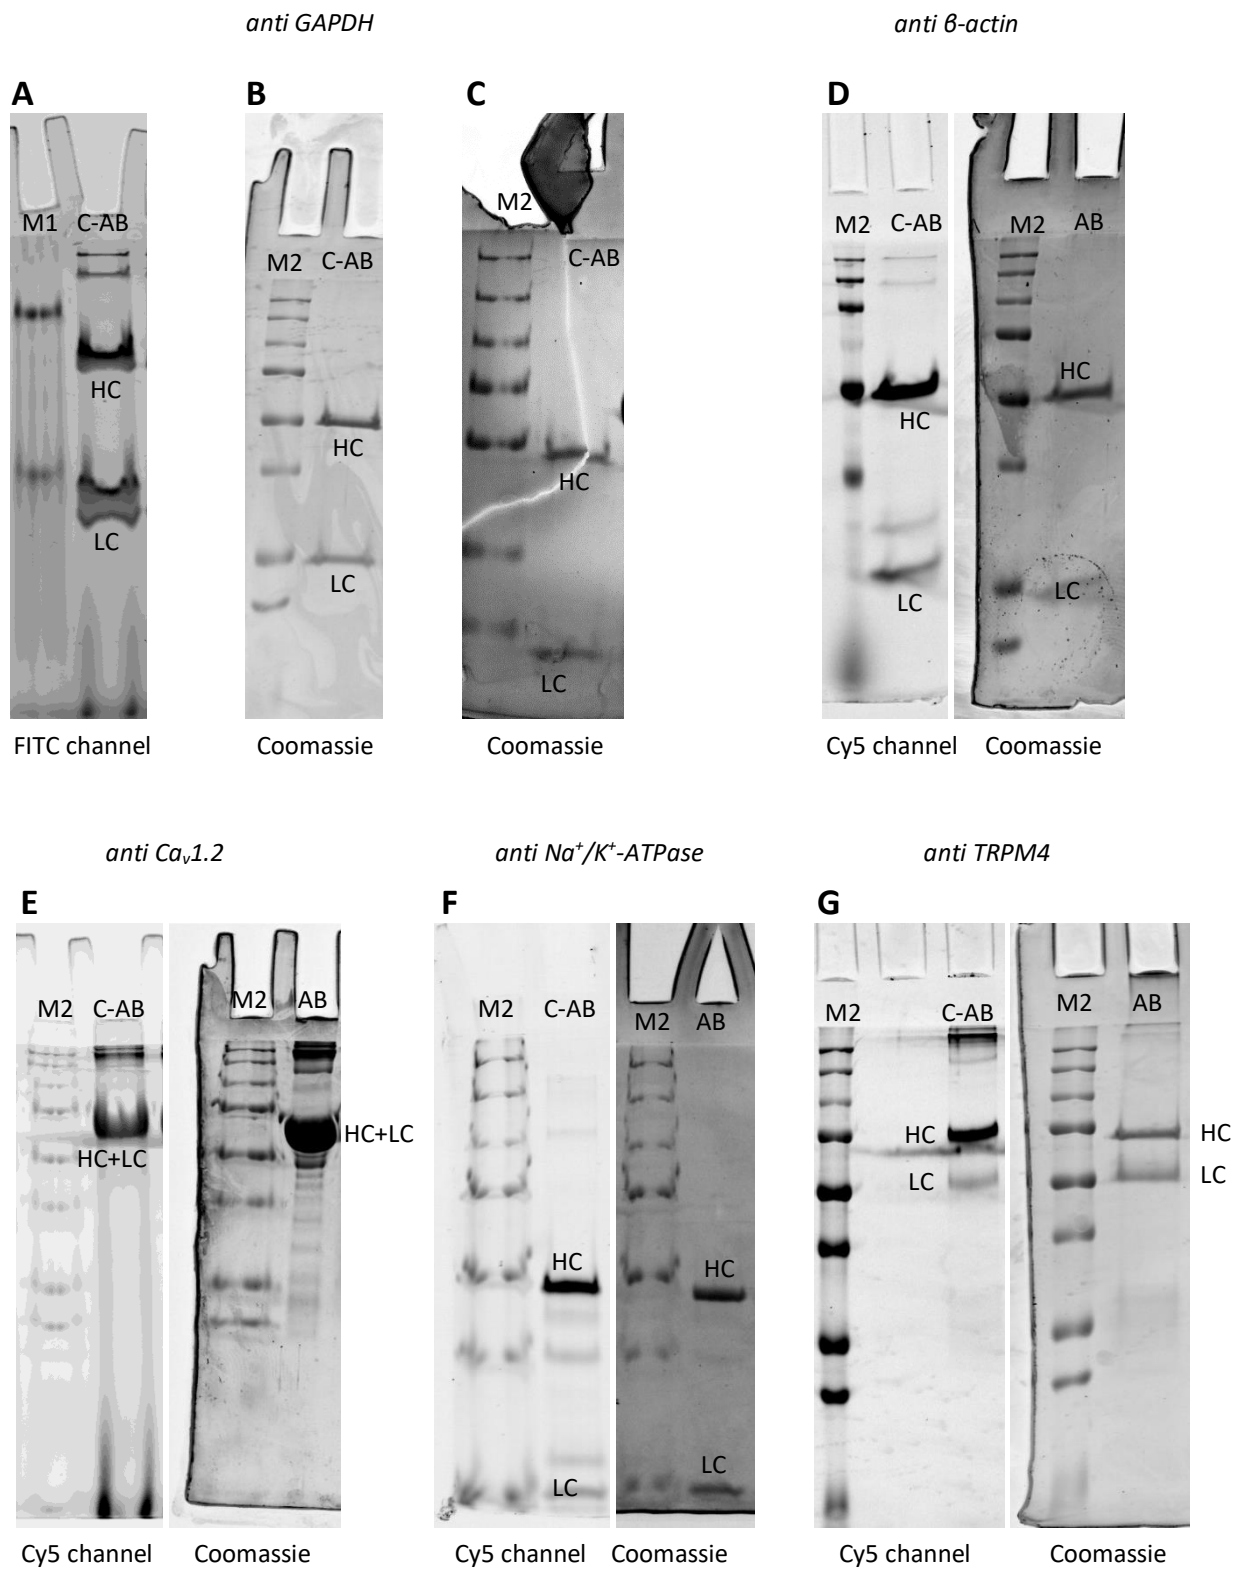 anti GAPDH
anti β-actin
A
B
C
D
M1 C-AB
HC
LC
FITC channel
M2 C-AB
HC
LC
Coomassie
M2
C-AB
HC
LC
Coomassie
M2 C-AB
HC
LC
Cy5 channel
M2 AB
HC
LC
Coomassie
anti Cav1.2
anti Na+/K+-ATPase
anti TRPM4
E
F
G
M2 C-AB
HC+LC
Cy5 channel
M2 AB
HC+LC
Coomassie
M2 C-AB
HC
LC
Cy5 channel
M2 AB
HC
LC
Coomassie
M2 C-AB
HC
LC
Cy5 channel
M2 AB
HC
LC
Coomassie